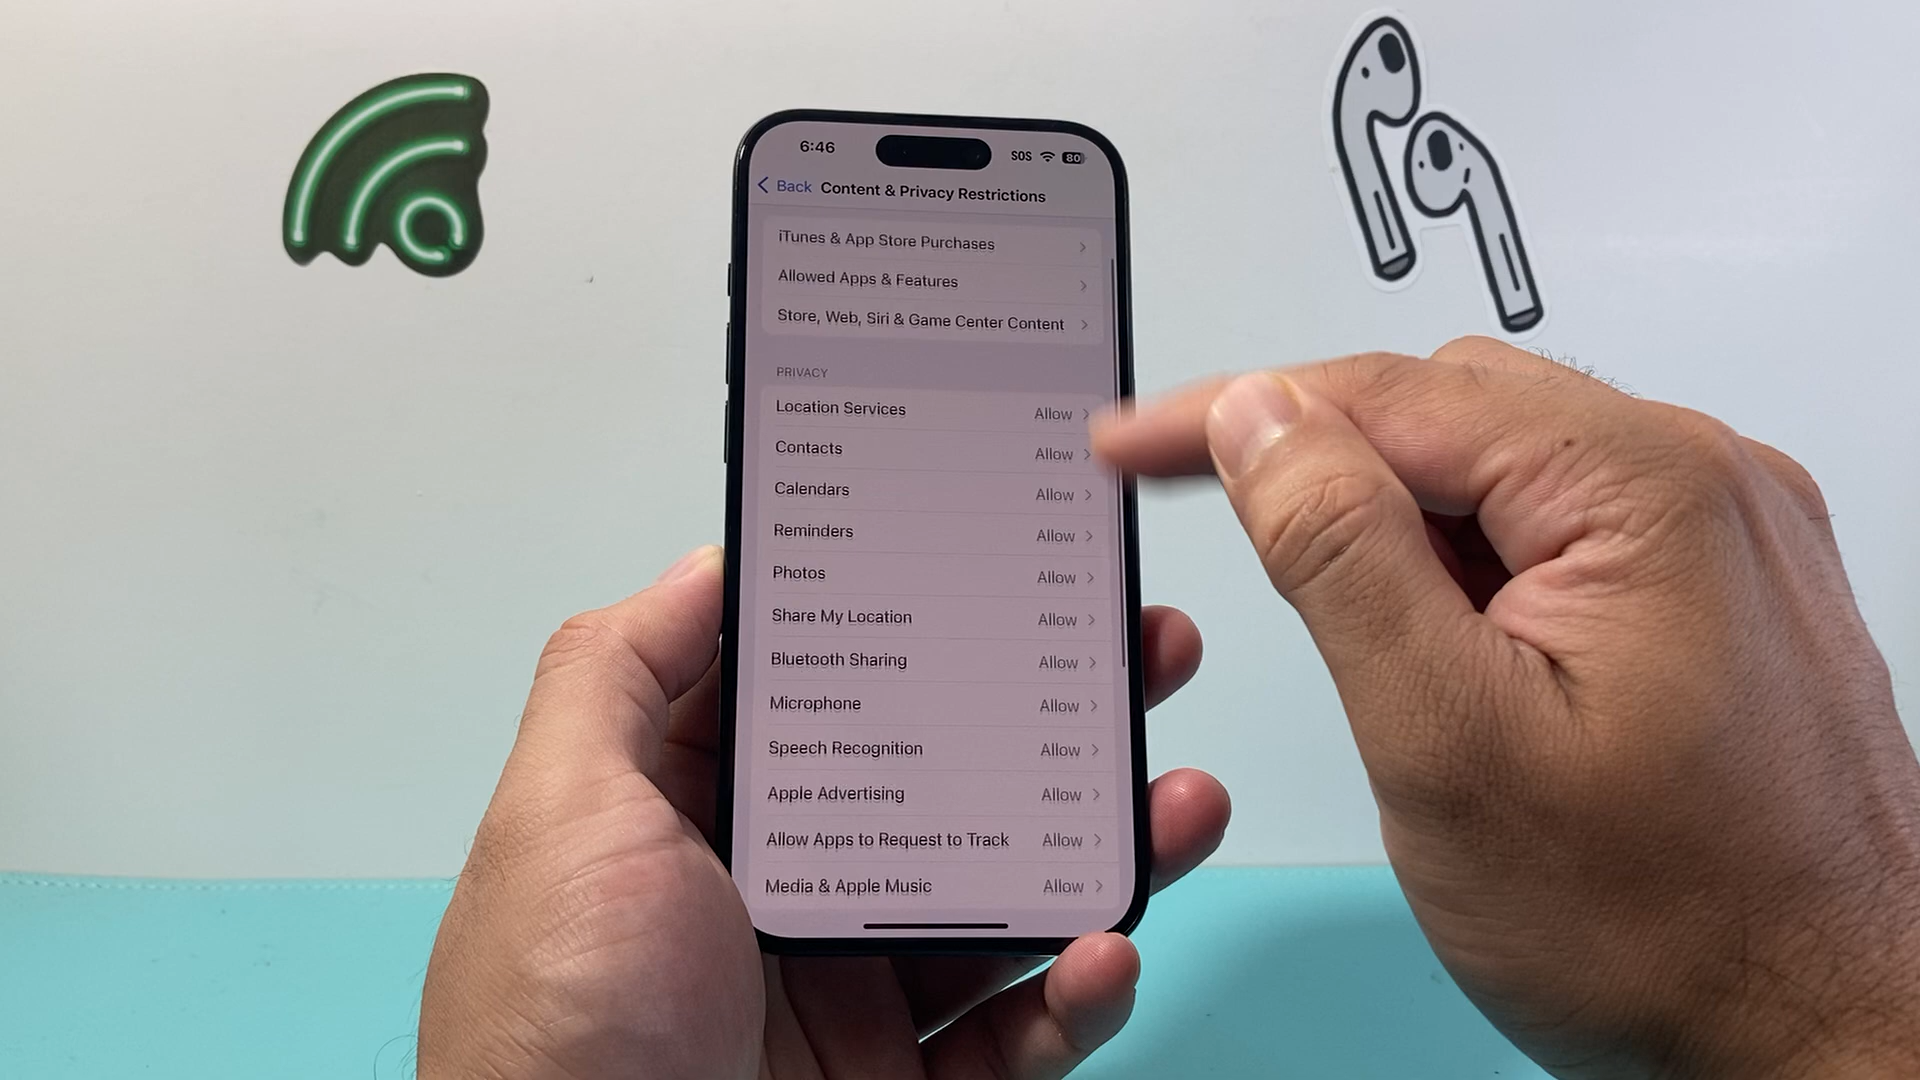 6:46
SOS
80
Back
Content & Privacy Restrictions
iTunes & App Store Purchases
Allowed Apps & Features
Store, Web, Siri & Game Center Content
PRIVACY
Location Services Allow
Contacts Allow
Calendars Allow
Reminders Allow
Photos Allow
Share My Location Allow
Bluetooth Sharing Allow
Microphone Allow
Speech Recognition Allow
Apple Advertising Allow
Allow Apps to Request to Track Allow
Media & Apple Music Allow